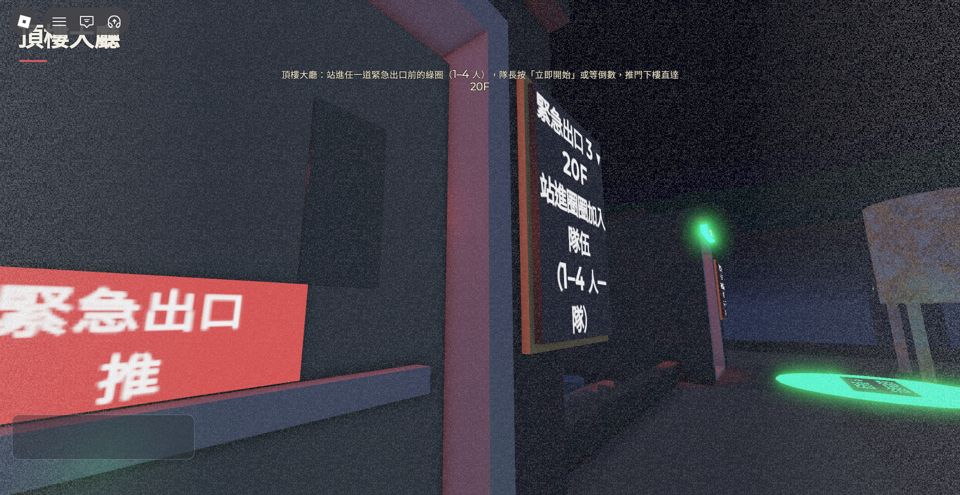 頂樓大廳
頂樓大廳：站進任一道緊急出口前的綠圈（1–4 人），隊長按「立即開始」或等倒數，推門下樓直達
20F
緊急出口 3 ▼
20F
站進圈圈加入
隊伍
（1–4 人一
隊）
緊急出口
推